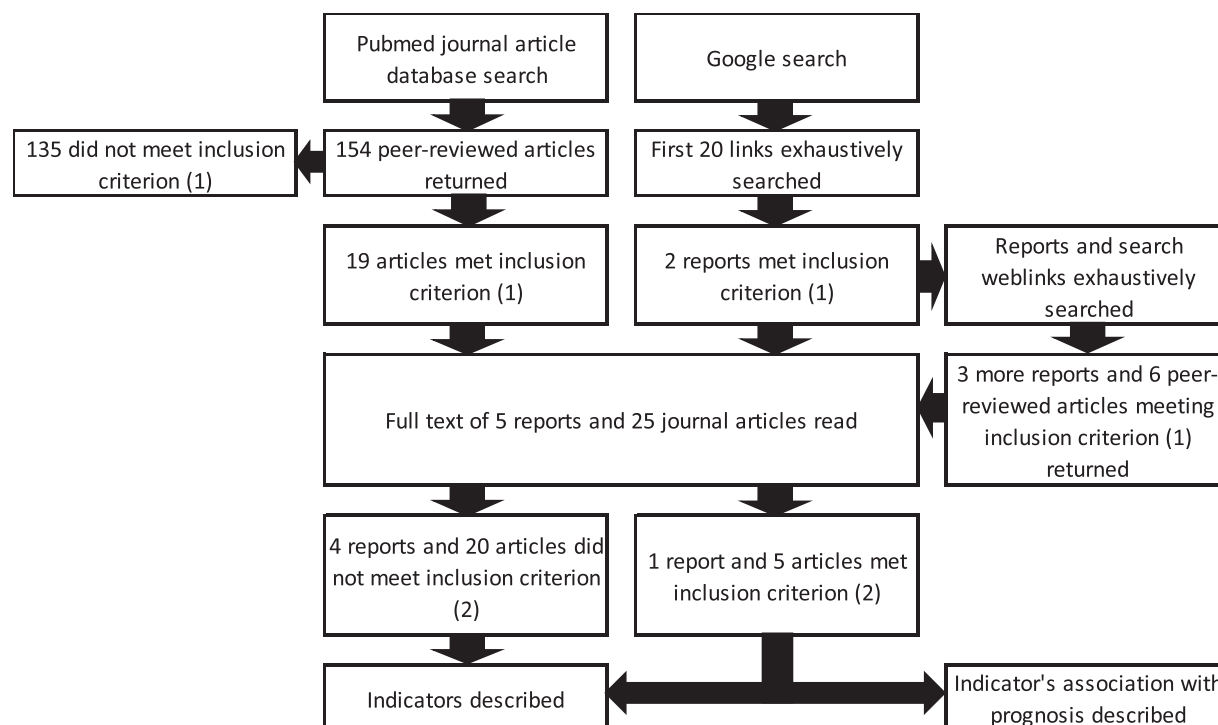 Pubmed journal article
database search
Google search
135 did not meet inclusion
criterion (1)
154 peer-reviewed articles
returned
First 20 links exhaustively
searched
19 articles met inclusion
criterion (1)
2 reports met inclusion
criterion (1)
Reports and search
weblinks exhaustively
searched
Full text of 5 reports and 25 journal articles read
3 more reports and 6 peer-
reviewed articles meeting
inclusion criterion (1)
returned
4 reports and 20 articles did
not meet inclusion criterion
(2)
1 report and 5 articles met
inclusion criterion (2)
Indicators described
Indicator's association with
prognosis described